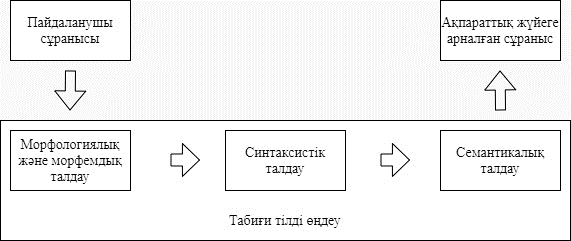 Пайдаланушы
сұранысы
Ақпараттық жүйеге
арналған сұраныс
Морфологиялық
және морфемдық
талдау
Синтаксистік
талдау
Семантикалық
талдау
Табиғи тілді өңдеу